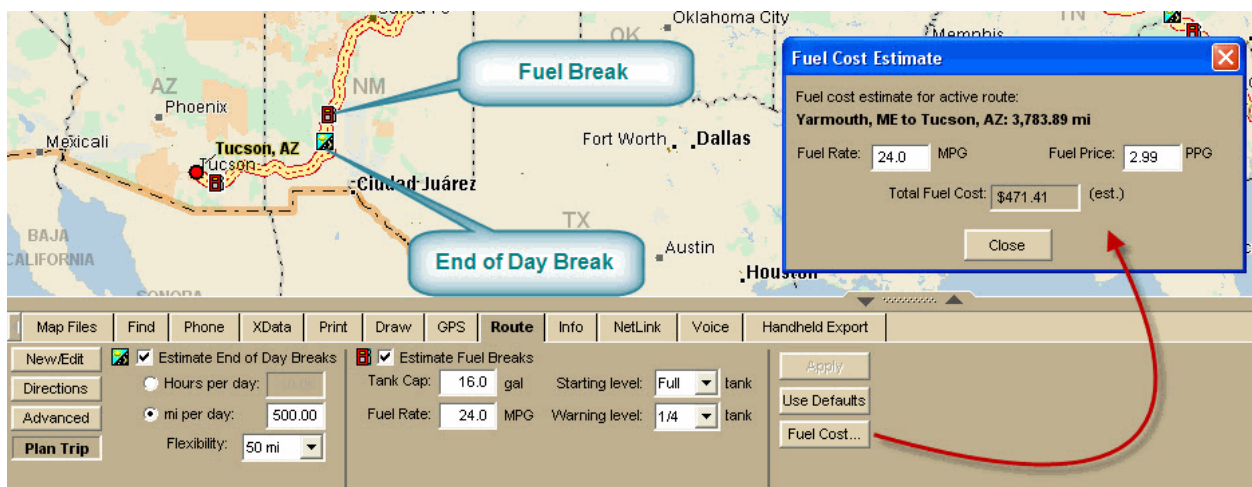 Oklahoma City
OK
TN
Memphis
AZ
NM
Phoenix
Mexicali
Tucson, AZ
Tucson
Fort Worth
Dallas
Ciudad Juárez
TX
BAJA
CALIFORNIA
Austin
Houston
SONORA
Fuel Break
End of Day Break
Fuel Cost Estimate
Fuel cost estimate for active route:
Yarmouth, ME to Tucson, AZ: 3,783.89 mi
Fuel Rate: 24.0 MPG Fuel Price: 2.99 PPG
Total Fuel Cost: $471.41 (est.)
Close
Map Files Find Phone XData Print Draw GPS Route Info NetLink Voice Handheld Export
New/Edit
Directions
Advanced
Plan Trip
Estimate End of Day Breaks
Hours per day:
mi per day: 500.00
Flexibility: 50 mi
Estimate Fuel Breaks
Tank Cap: 16.0 gal Starting level: Full tank
Fuel Rate: 24.0 MPG Warning level: 1/4 tank
Apply
Use Defaults
Fuel Cost...